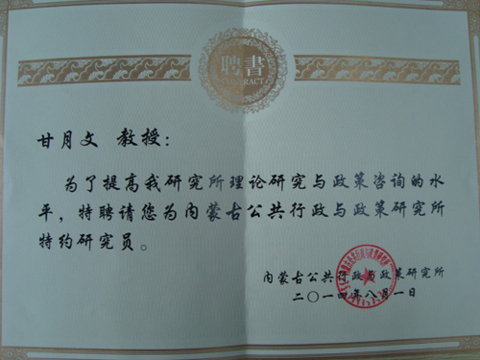 聘書
CONTRACT
甘月文 教授：
为了提高我研究所理论研究与政策咨询的水
平，特聘请您为内蒙古公共行政与政策研究所
特约研究员。
内蒙古公共行政与政策研究所
二〇一四年八月一日